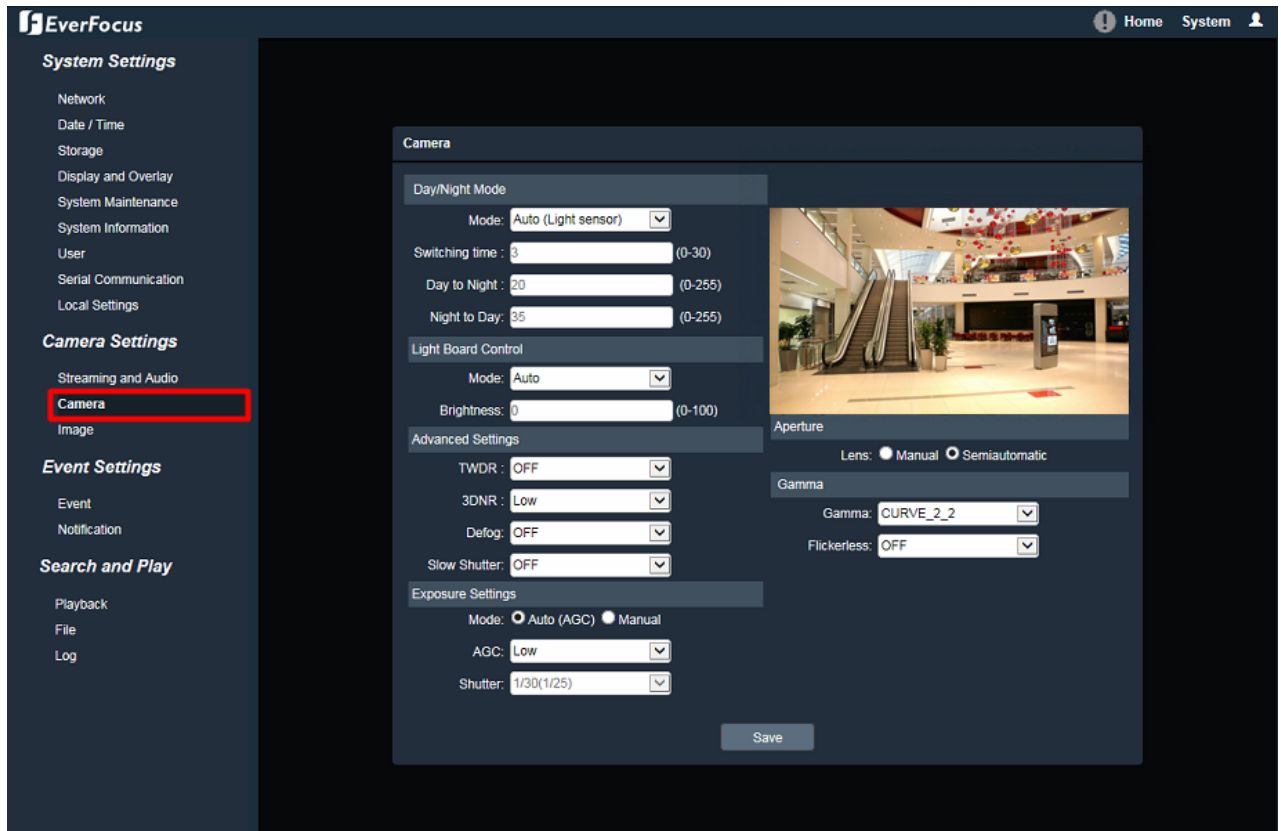 EverFocus
Home System
System Settings
Network
Date / Time
Storage
Display and Overlay
System Maintenance
System Information
User
Serial Communication
Local Settings
Camera Settings
Streaming and Audio
Camera
Image
Event Settings
Event
Notification
Search and Play
Playback
File
Log
Camera
Day/Night Mode
Mode: Auto (Light sensor)
Switching time : 3 (0-30)
Day to Night : 20 (0-255)
Night to Day: 35 (0-255)
Light Board Control
Mode: Auto
Brightness: 0 (0-100)
Advanced Settings
TWDR : OFF
3DNR : Low
Defog: OFF
Slow Shutter: OFF
Exposure Settings
Mode: Auto (AGC) Manual
AGC: Low
Shutter: 1/30(1/25)
Aperture
Lens: Manual Semiautomatic
Gamma
Gamma: CURVE_2_2
Flickerless: OFF
Save